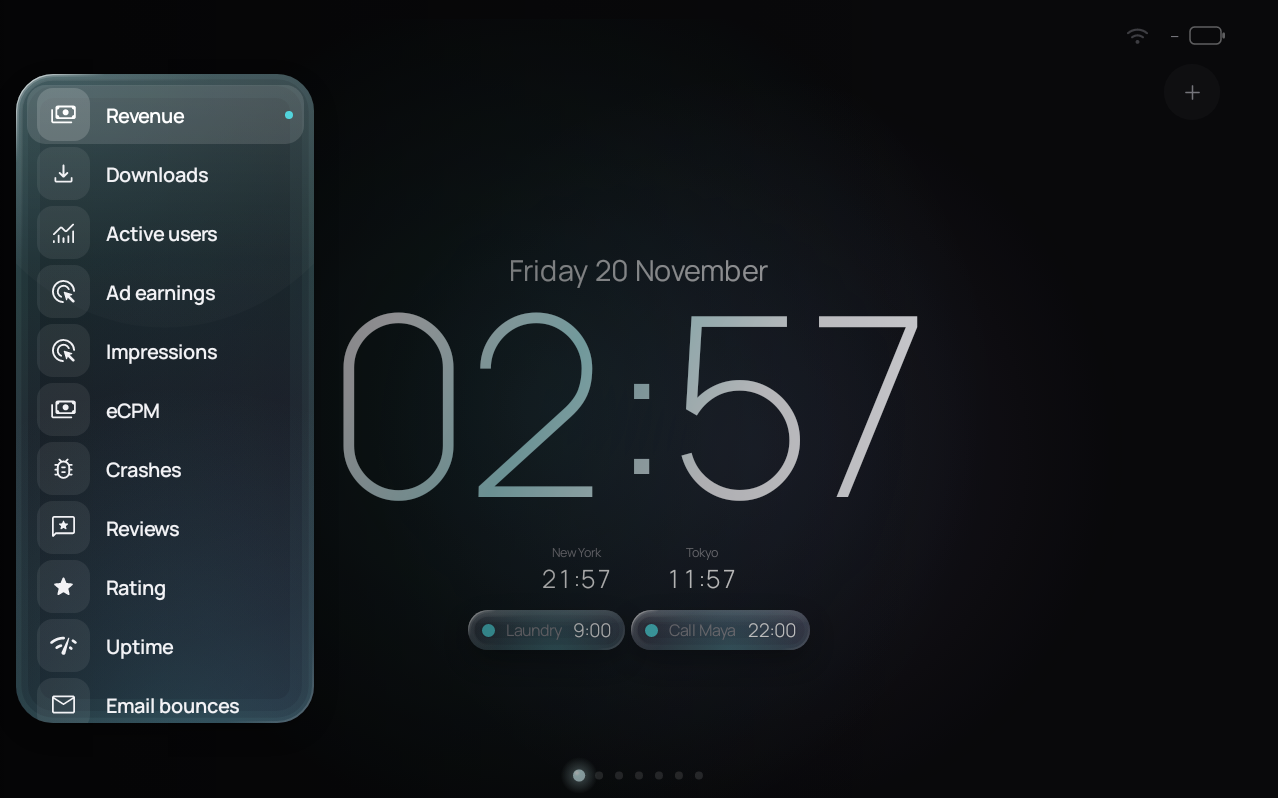 Revenue
Downloads
Active users
Ad earnings
Impressions
eCPM
Crashes
Reviews
Rating
Uptime
Email bounces
Friday 20 November
02:57
New York
21:57
Tokyo
11:57
Laundry 9:00
Call Maya 22:00